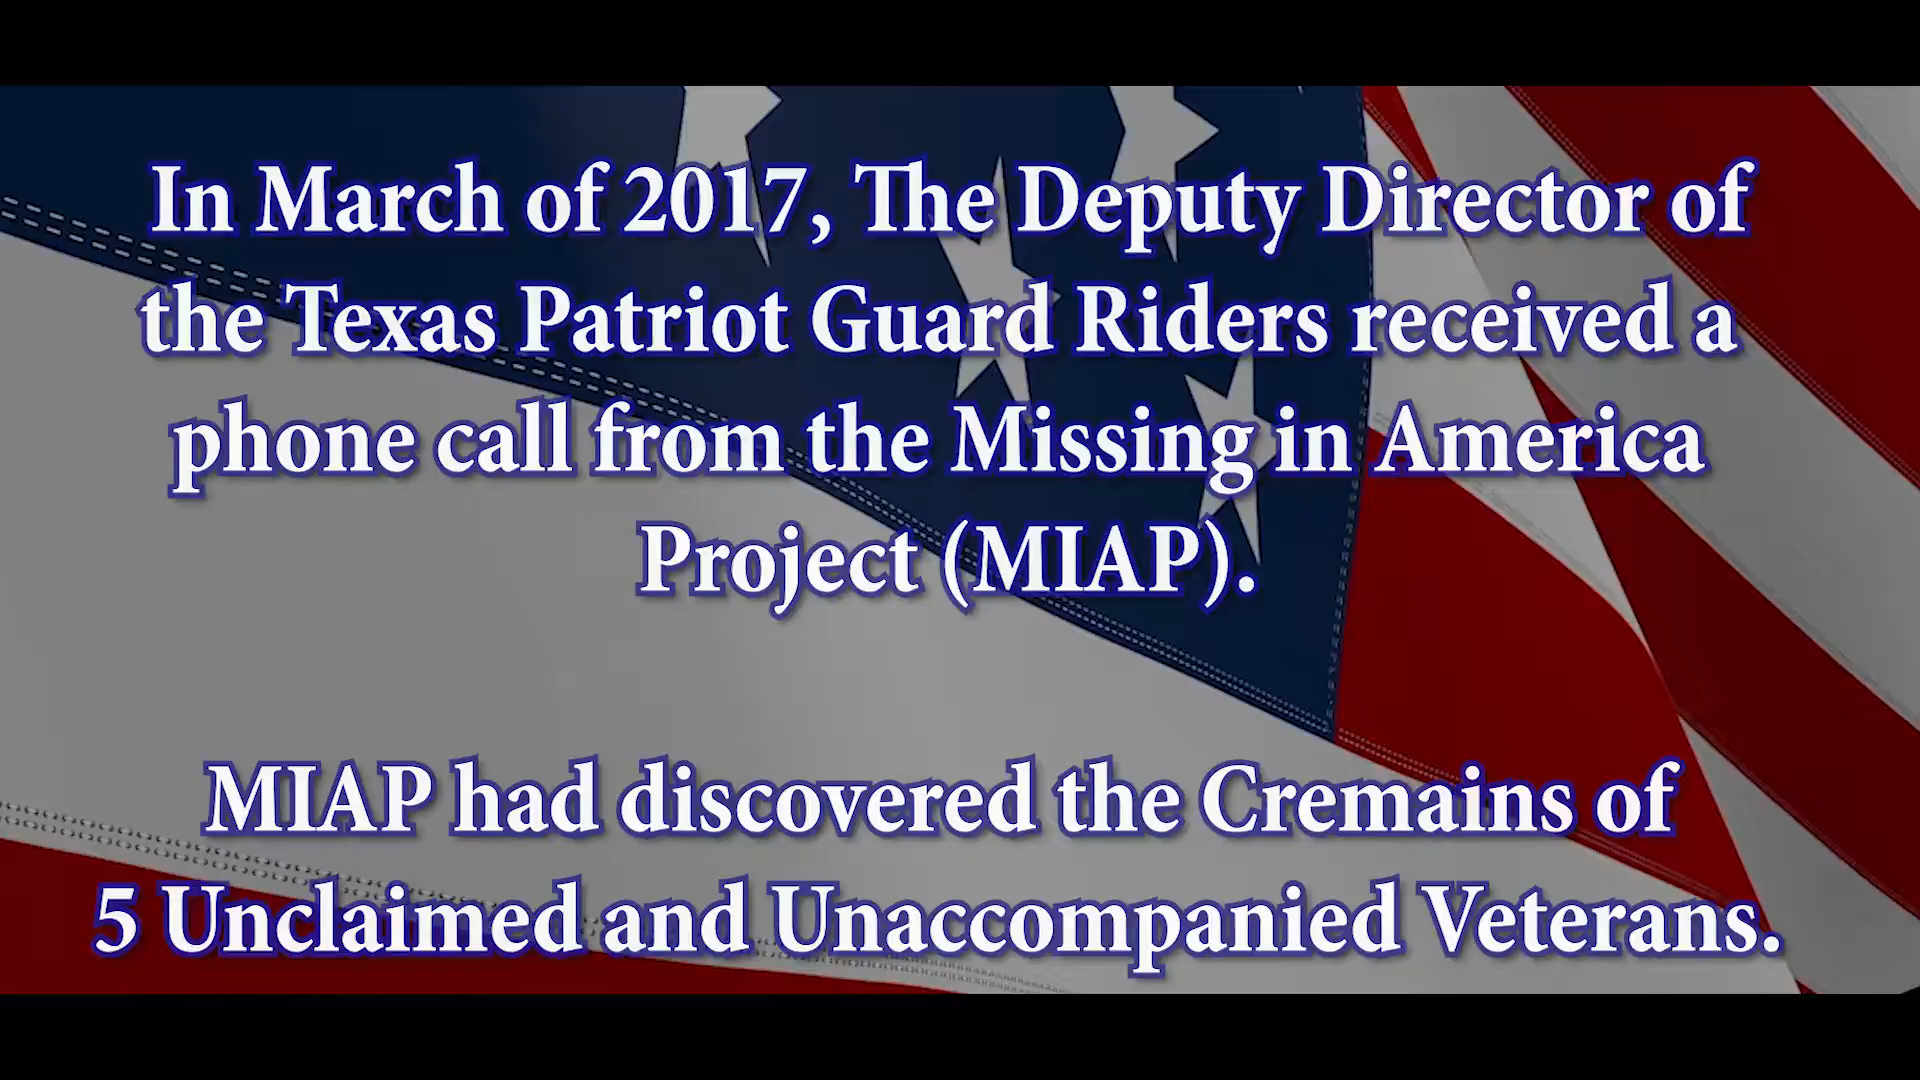 In March of 2017, The Deputy Director of
the Texas Patriot Guard Riders received a
phone call from the Missing in America
Project (MIAP).
MIAP had discovered the Cremains of
5 Unclaimed and Unaccompanied Veterans.